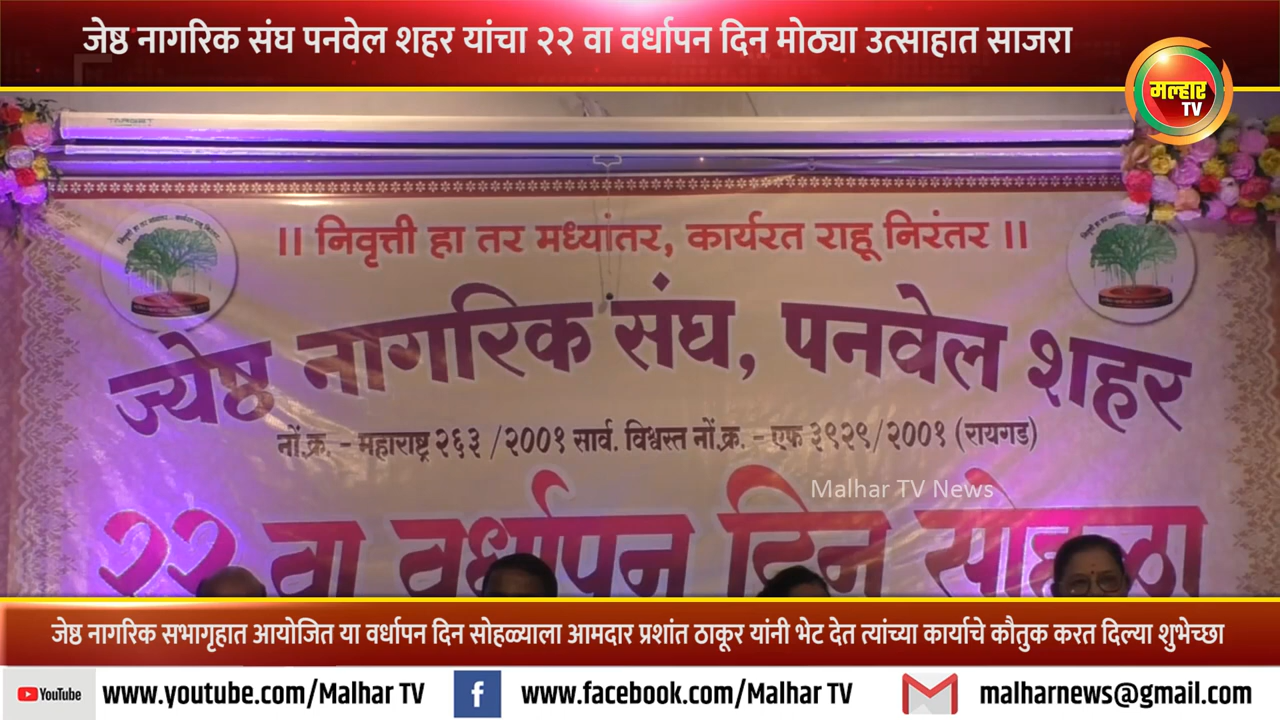 जेष्ठ नागरिक संघ पनवेल शहर यांचा २२ वा वर्धापन दिन मोठ्या उत्साहात साजरा
मल्हार
TV
TARGET
॥ निवृत्ती हा तर मध्यांतर, कार्यरत राहू निरंतर ॥
ज्येष्ठ नागरिक संघ, पनवेल शहर
नों.क्र. - महाराष्ट्र २६३ /२००१ सार्व. विश्वस्त नों.क्र. - एफ ३९२९/२००१ (रायगड)
Malhar TV News
२२ वा वर्धापन दिन सोहळा
जेष्ठ नागरिक सभागृहात आयोजित या वर्धापन दिन सोहळ्याला आमदार प्रशांत ठाकूर यांनी भेट देत त्यांच्या कार्याचे कौतुक करत दिल्या शुभेच्छा
YouTube www.youtube.com/Malhar TV f www.facebook.com/Malhar TV malharnews@gmail.com